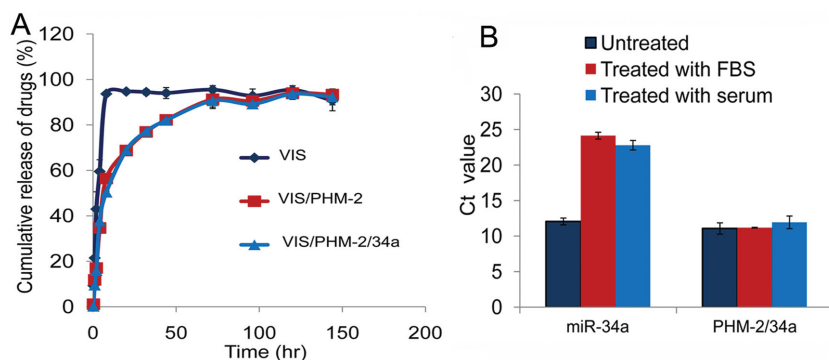 A
Cumulative release of drugs (%)
120
100
80
60
40
20
0
0
50
100
150
200
Time (hr)
VIS
VIS/PHM-2
VIS/PHM-2/34a
B
Untreated
Treated with FBS
Treated with serum
Ct value
30
25
20
15
10
5
0
miR-34a
PHM-2/34a